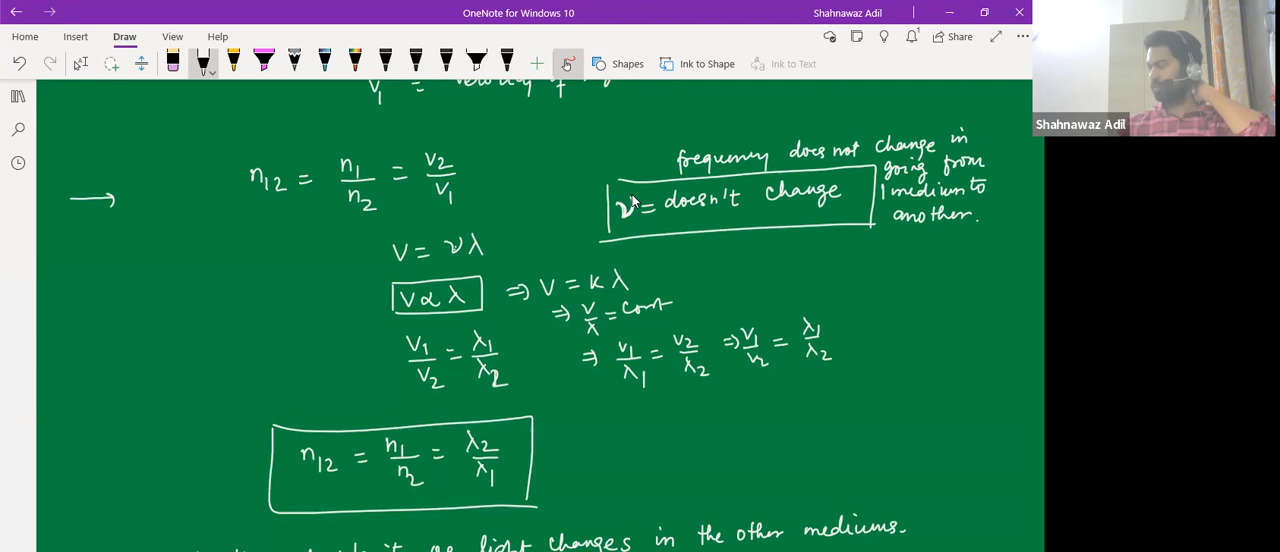 OneNote for Windows 10
Shahnawaz Adil
Home Insert Draw View Help
Share
Shapes Ink to Shape Ink to Text
Shahnawaz Adil
V₁ =
n₁₂ = n₁/n₂ = v₂/v₁
frequency does not change in
going from
1 medium to
another.
ν = doesn't change
V = νλ
V ∝ λ ⇒ V = K λ
⇒ V/λ = const
V₁/V₂ = λ₁/λ₂ ⇒ V₁/λ₁ = V₂/λ₂ ⇒ V₁/V₂ = λ₁/λ₂
n₁₂ = n₁/n₂ = λ₂/λ₁
light changes in the other mediums.